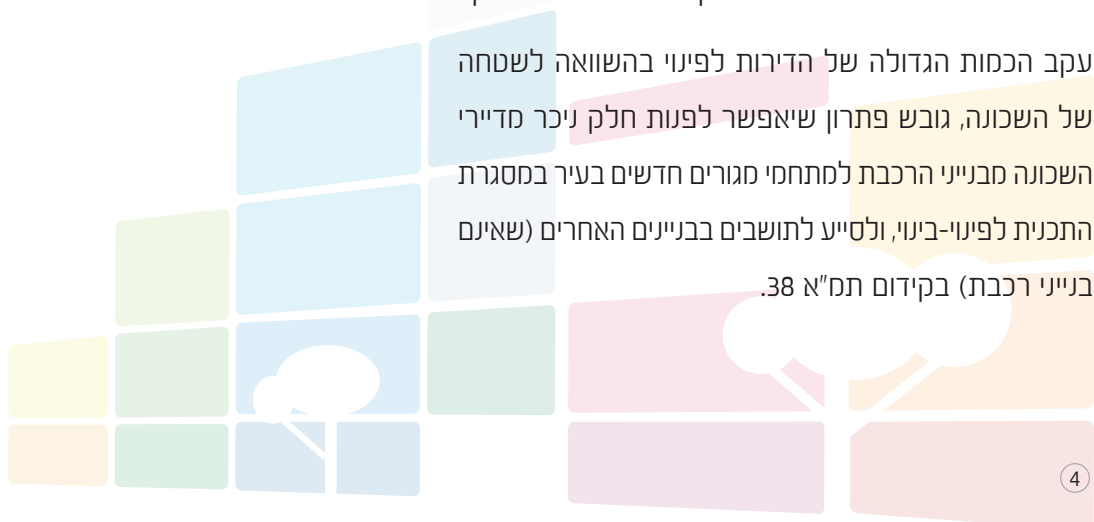 עקב הכמות הגדולה של הדירות לפינוי בהשוואה לשטחה
של השכונה, גובש פתרון שיאפשר לפנות חלק ניכר מדיירי
השכונה מבנייני הרכבת למתחמי מגורים חדשים בעיר במסגרת
התכנית לפינוי-בינוי, ולסייע לתושבים בבניינים האחרים (שאינם
בנייני רכבת) בקידום תמ"א 38.
4